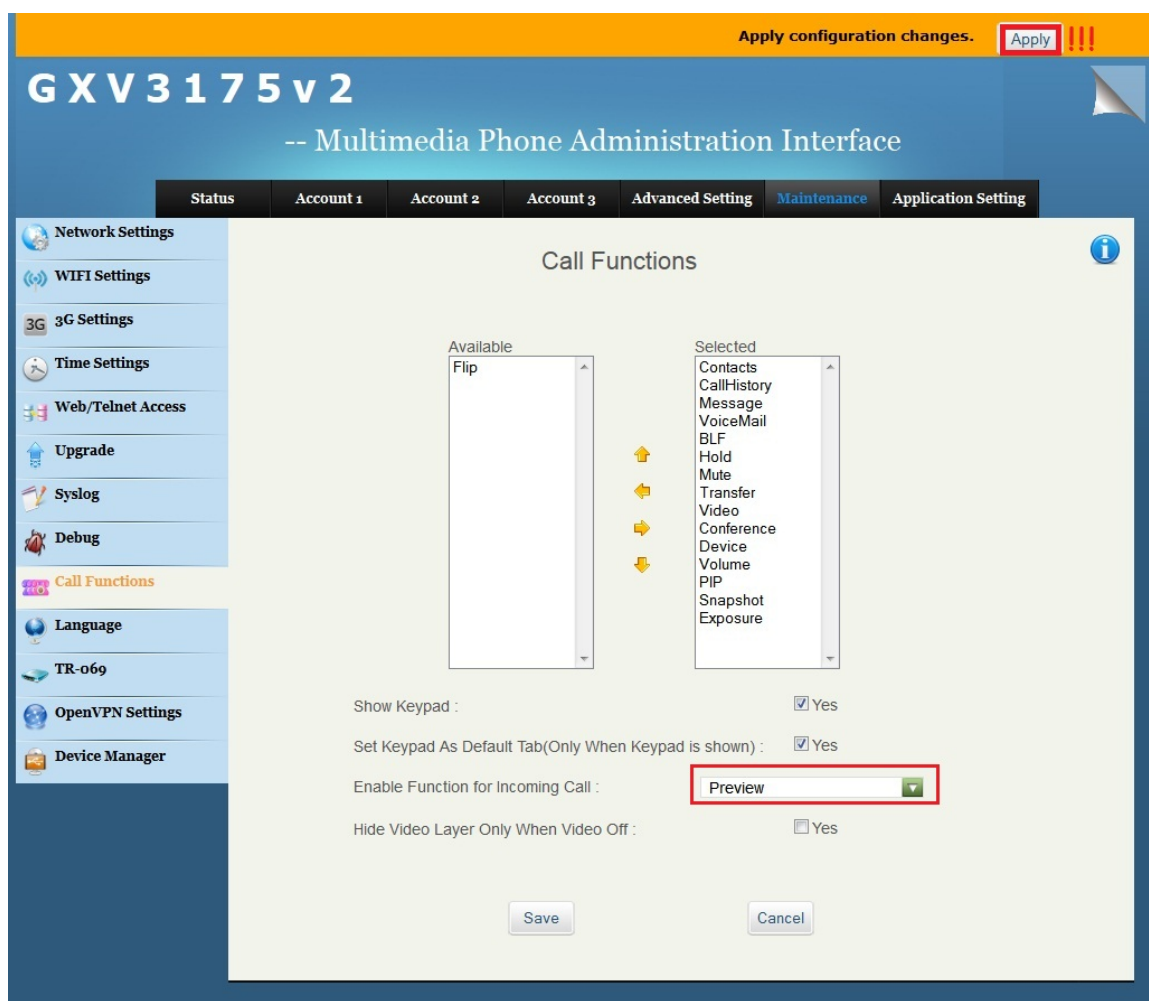 Apply configuration changes. Apply !!!
GXV3175v2
-- Multimedia Phone Administration Interface
Status Account 1 Account 2 Account 3 Advanced Setting Maintenance Application Setting
Network Settings
WIFI Settings
3G 3G Settings
Time Settings
Web/Telnet Access
Upgrade
Syslog
Debug
Call Functions
Language
TR-069
OpenVPN Settings
Device Manager
Call Functions
i
Available
Flip
Selected
Contacts
CallHistory
Message
VoiceMail
BLF
Hold
Mute
Transfer
Video
Conference
Device
Volume
PIP
Snapshot
Exposure
Show Keypad : Yes
Set Keypad As Default Tab(Only When Keypad is shown) : Yes
Enable Function for Incoming Call : Preview
Hide Video Layer Only When Video Off : Yes
Save Cancel